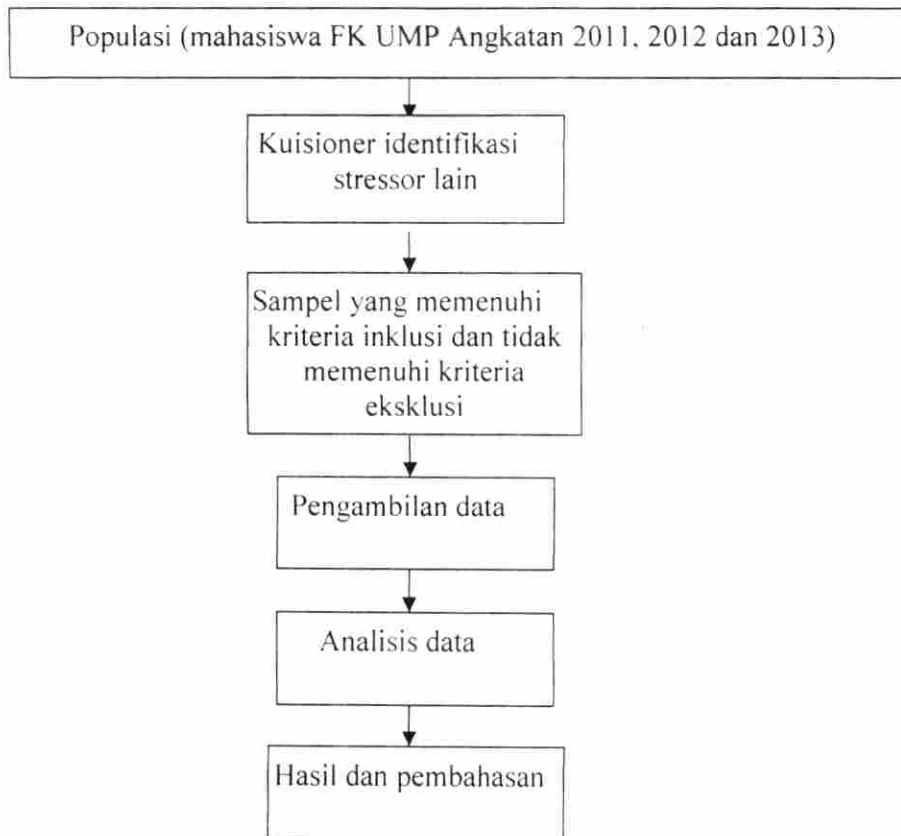 Populasi (mahasiswa FK UMP Angkatan 2011, 2012 dan 2013)
Kuisioner identifikasi
stressor lain
Sampel yang memenuhi
kriteria inklusi dan tidak
memenuhi kriteria
eksklusi
Pengambilan data
Analisis data
Hasil dan pembahasan